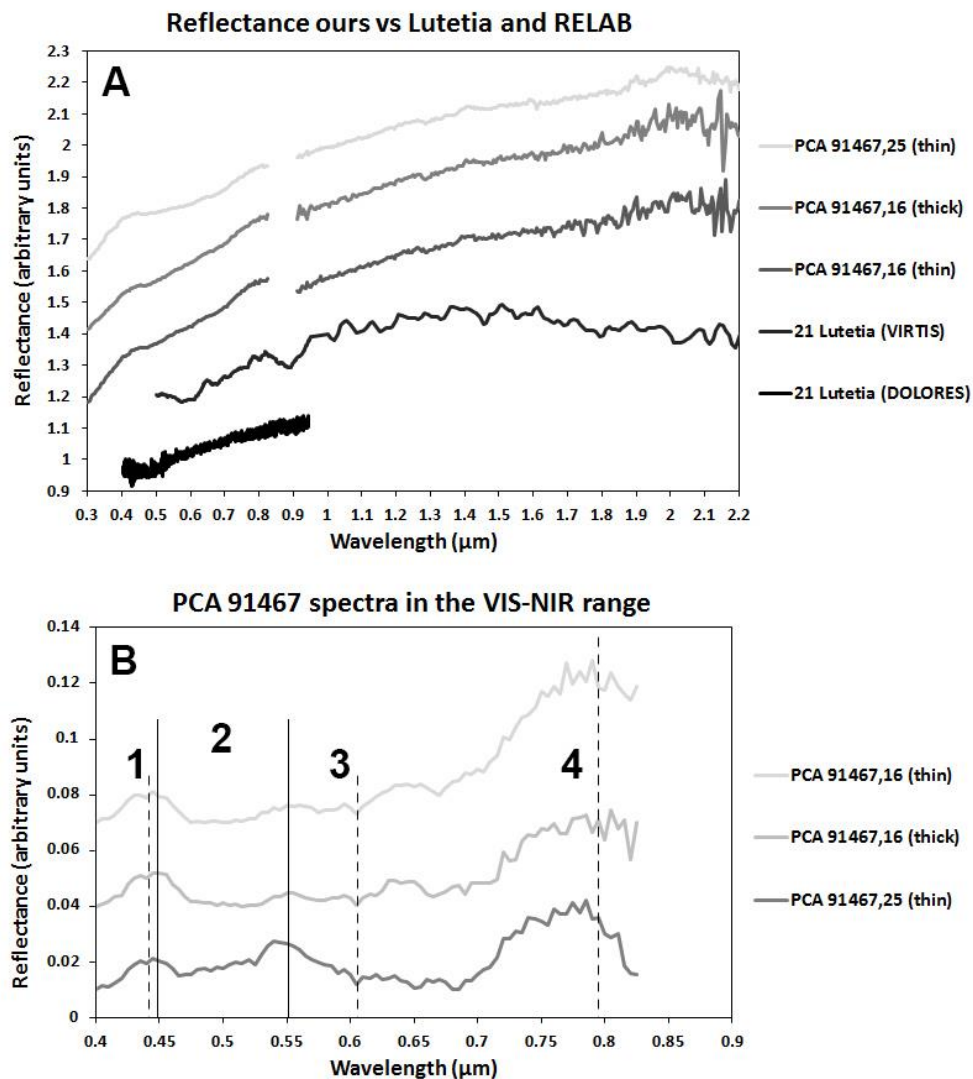 Reflectance ours vs Lutetia and RELAB
A
Reflectance (arbitrary units)
2.3
2.2
2.1
2
1.9
1.8
1.7
1.6
1.5
1.4
1.3
1.2
1.1
1
0.9
0.3 0.4 0.5 0.6 0.7 0.8 0.9 1 1.1 1.2 1.3 1.4 1.5 1.6 1.7 1.8 1.9 2 2.1 2.2
Wavelength (µm)
PCA 91467,25 (thin)
PCA 91467,16 (thick)
PCA 91467,16 (thin)
21 Lutetia (VIRTIS)
21 Lutetia (DOLORES)
PCA 91467 spectra in the VIS-NIR range
B
Reflectance (arbitrary units)
0.14
0.12
0.1
0.08
0.06
0.04
0.02
0
1 2 3 4
0.4 0.45 0.5 0.55 0.6 0.65 0.7 0.75 0.8 0.85 0.9
Wavelength (µm)
PCA 91467,16 (thin)
PCA 91467,16 (thick)
PCA 91467,25 (thin)